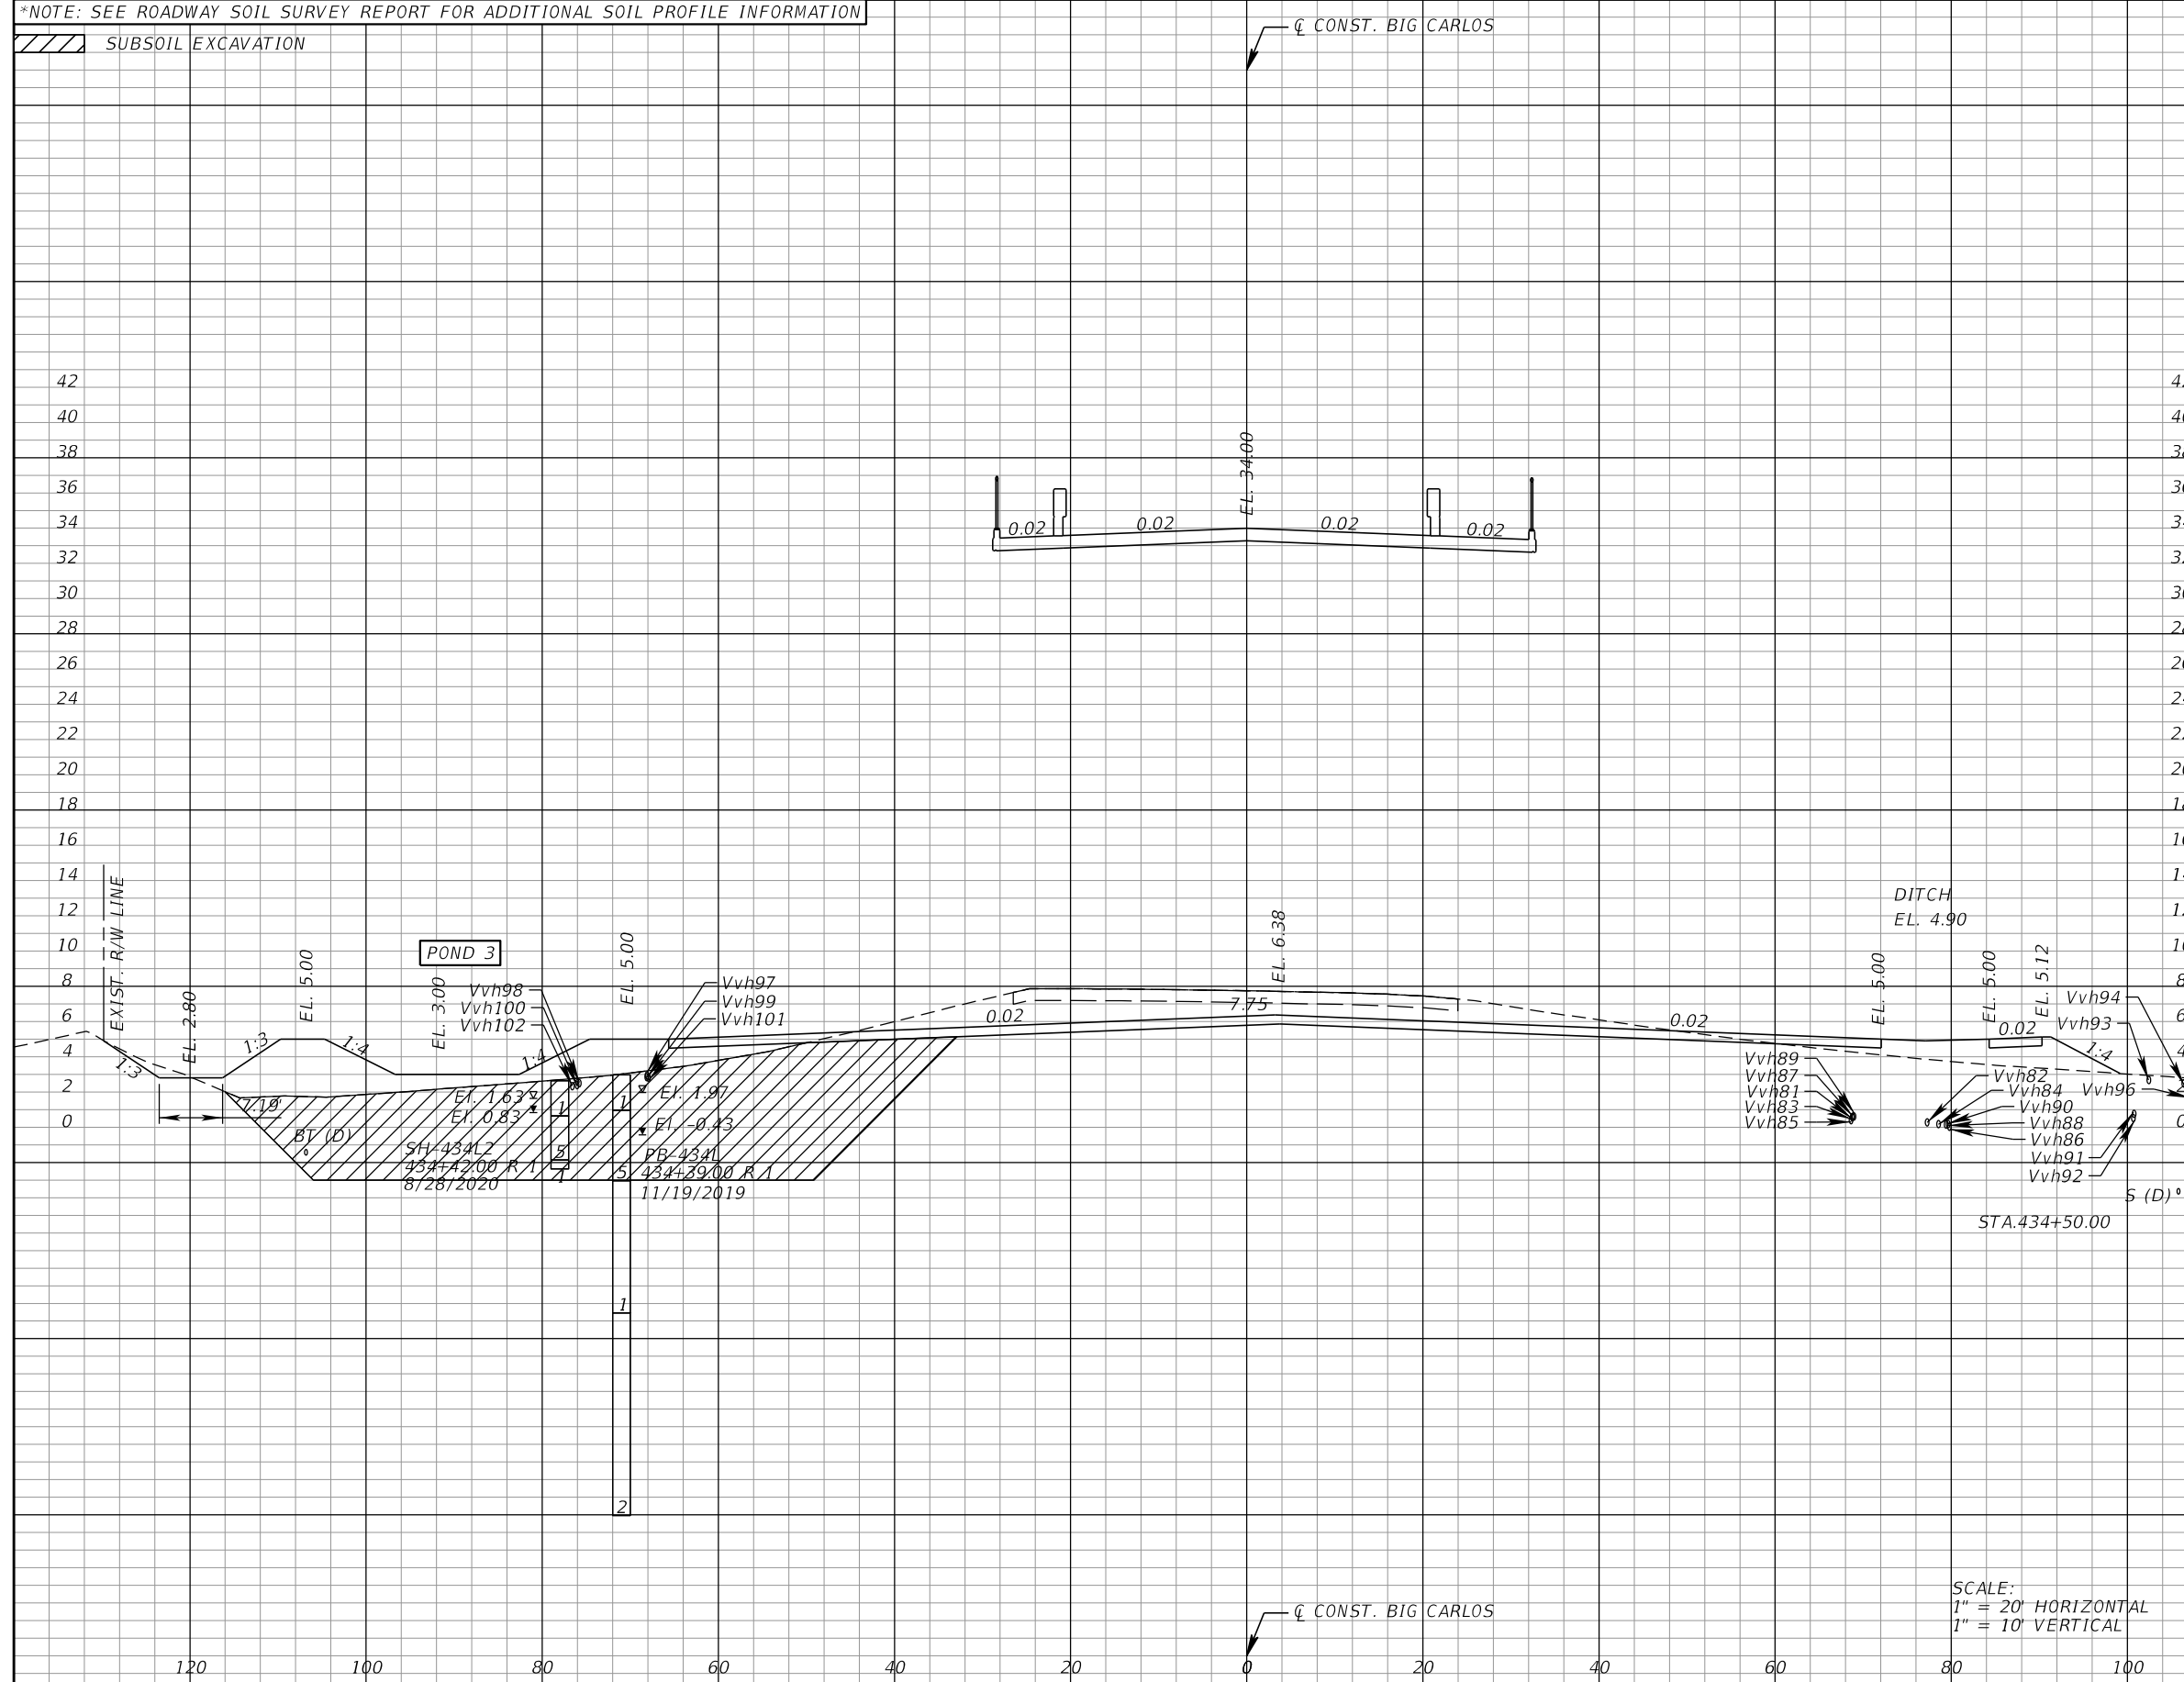 *NOTE: SEE ROADWAY SOIL SURVEY REPORT FOR ADDITIONAL SOIL PROFILE INFORMATION
SUBSOIL EXCAVATION
℄ CONST. BIG CARLOS
42
40
38
36
34
32
30
28
26
24
22
20
18
16
14
12
10
8
6
4
2
0
EL. 34.00
0.02
0.02
0.02
0.02
EXIST. R/W LINE
1:3
EL. 2.80
7.19'
1:3
EL. 5.00
1:4
POND 3
EL. 3.00
1:4
EL. 5.00
Vvh98
Vvh100
Vvh102
Vvh97
Vvh99
Vvh101
0.02
7.75
EL. 6.38
0.02
DITCH
EL. 4.90
EL. 5.00
EL. 5.00
0.02
EL. 5.12
1:4
Vvh94
Vvh93
Vvh96
Vvh89
Vvh87
Vvh81
Vvh83
Vvh85
Vvh82
Vvh84
Vvh90
Vvh88
Vvh86
Vvh91
Vvh92
S (D)
STA.434+50.00
El. 1.63
El. 0.83
El. 1.97
El. -0.43
BT (D)
SH-434L2
434+42.00 R 1
8/28/2020
1
5
1
PB-434L
434+39.00 R 1
11/19/2019
1
5
1
2
SCALE:
1" = 20' HORIZONTAL
1" = 10' VERTICAL
℄ CONST. BIG CARLOS
120 100 80 60 40 20 0 20 40 60 80 100